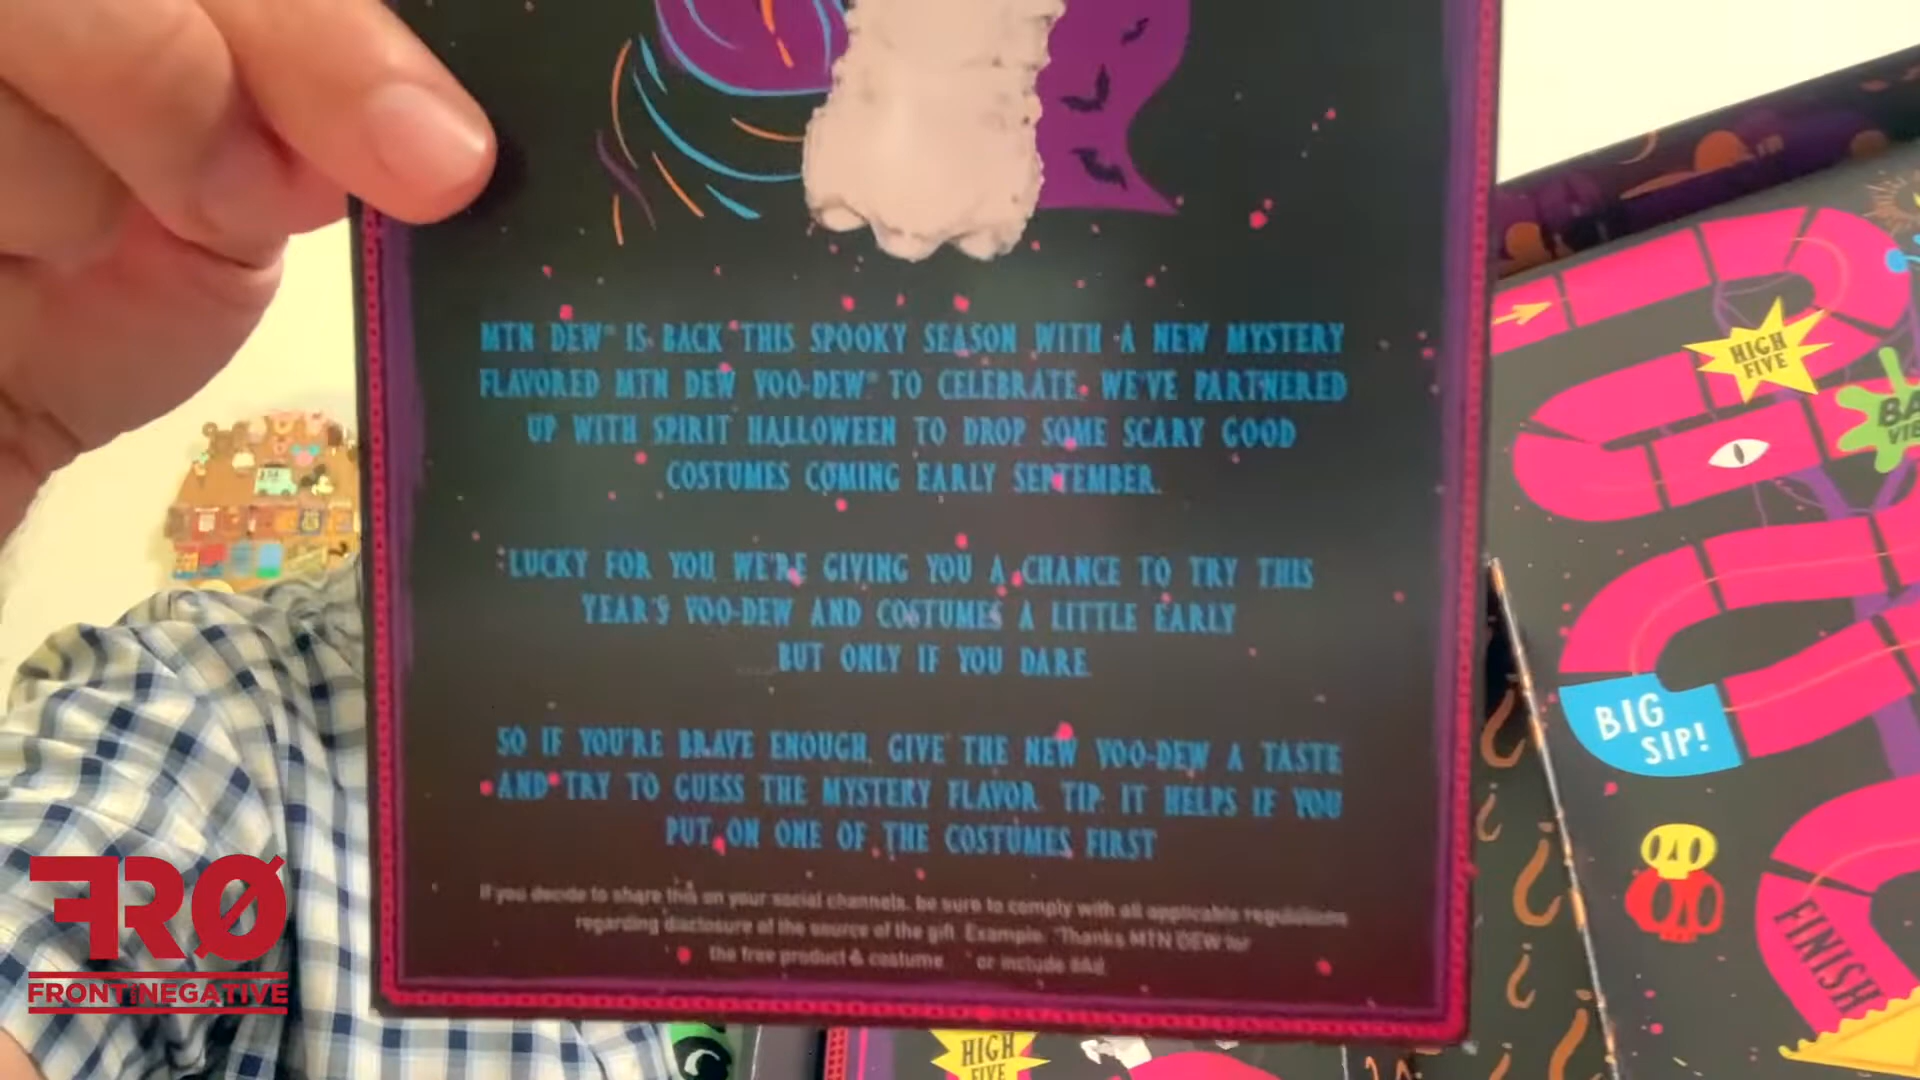 MTN DEW™ IS BACK THIS SPOOKY SEASON WITH A NEW MYSTERY
FLAVORED MTN DEW VOO-DEW® TO CELEBRATE, WE'VE PARTNERED
UP WITH SPIRIT HALLOWEEN TO DROP SOME SCARY GOOD
COSTUMES COMING EARLY SEPTEMBER.
LUCKY FOR YOU WE'RE GIVING YOU A CHANCE TO TRY THIS
YEAR'S VOO-DEW AND COSTUMES A LITTLE EARLY
BUT ONLY IF YOU DARE.
SO IF YOU'RE BRAVE ENOUGH, GIVE THE NEW VOO-DEW A TASTE
AND TRY TO GUESS THE MYSTERY FLAVOR. TIP: IT HELPS IF YOU
PUT ON ONE OF THE COSTUMES FIRST
If you decide to share this on your social channels, be sure to comply with all applicable regulations
regarding disclosure of the source of the gift. Example: "Thanks MTN DEW for
the free product & costume " or include #Ad
HIGH
FIVE
BIG
SIP!
FINISH
HIGH
FIVE
FRØ
FRONTNEGATIVE